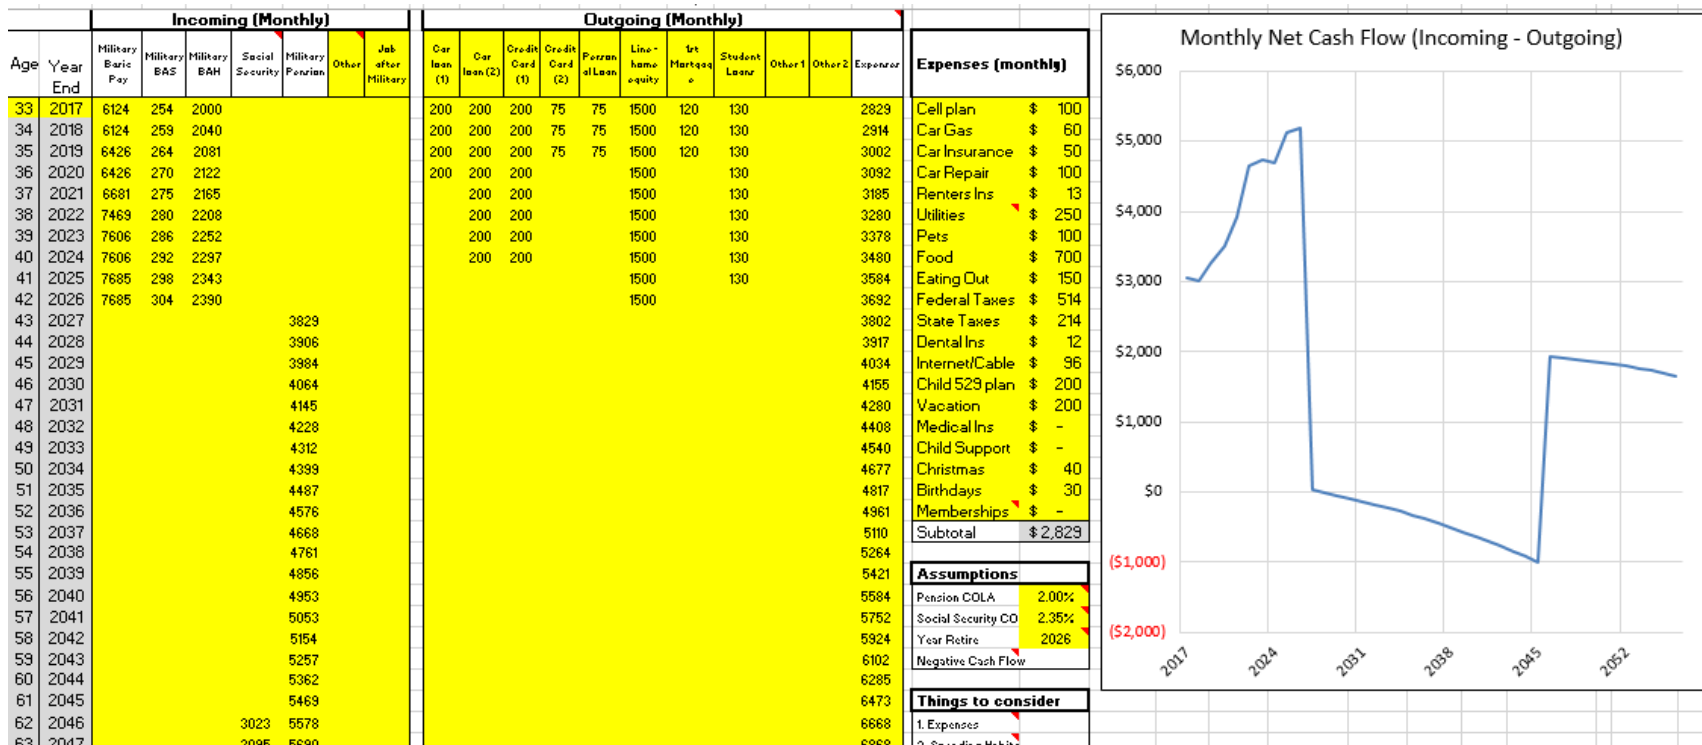 Incoming (Monthly)
Outgoing (Monthly)
Age
Year End
Military Basic Pay
Military BAS
Military BAH
Social Security
Military Pension
Other
Job after Military
Car loan (1)
Car loan (2)
Credit Card (1)
Credit Card (2)
Personal Loan
Line - home equity
1st Mortgage
Student Loans
Other 1
Other 2
Expenses
33 2017 6124 254 2000 200 200 200 75 75 1500 120 130 2829
34 2018 6124 259 2040 200 200 200 75 75 1500 120 130 2914
35 2019 6426 264 2081 200 200 200 75 75 1500 120 130 3002
36 2020 6426 270 2122 200 200 200 1500 130 3092
37 2021 6681 275 2165 200 200 1500 130 3185
38 2022 7469 280 2208 200 200 1500 130 3280
39 2023 7606 286 2252 200 200 1500 130 3378
40 2024 7606 292 2297 200 200 1500 130 3480
41 2025 7685 298 2343 1500 130 3584
42 2026 7685 304 2390 1500 3692
43 2027 3829 3802
44 2028 3906 3917
45 2029 3984 4034
46 2030 4064 4155
47 2031 4145 4280
48 2032 4228 4408
49 2033 4312 4540
50 2034 4399 4677
51 2035 4487 4817
52 2036 4576 4961
53 2037 4668 5110
54 2038 4761 5264
55 2039 4856 5421
56 2040 4953 5584
57 2041 5053 5752
58 2042 5154 5924
59 2043 5257 6102
60 2044 5362 6285
61 2045 5469 6473
62 2046 3023 5578 6668
63 2047 5690 6868
Expenses (monthly)
Cell plan $ 100
Car Gas $ 60
Car Insurance $ 50
Car Repair $ 100
Renters Ins $ 13
Utilities $ 250
Pets $ 100
Food $ 700
Eating Out $ 150
Federal Taxes $ 514
State Taxes $ 214
Dental Ins $ 12
Internet/Cable $ 96
Child 529 plan $ 200
Vacation $ 200
Medical Ins $ -
Child Support $ -
Christmas $ 40
Birthdays $ 30
Memberships $ -
Subtotal $ 2,829
Assumptions
Pension COLA 2.00%
Social Security CO 2.35%
Year Retire 2026
Negative Cash Flow
Things to consider
1. Expenses
2. Spending Habits
Monthly Net Cash Flow (Incoming - Outgoing)
$6,000
$5,000
$4,000
$3,000
$2,000
$1,000
$0
($1,000)
($2,000)
2017
2024
2031
2038
2045
2052